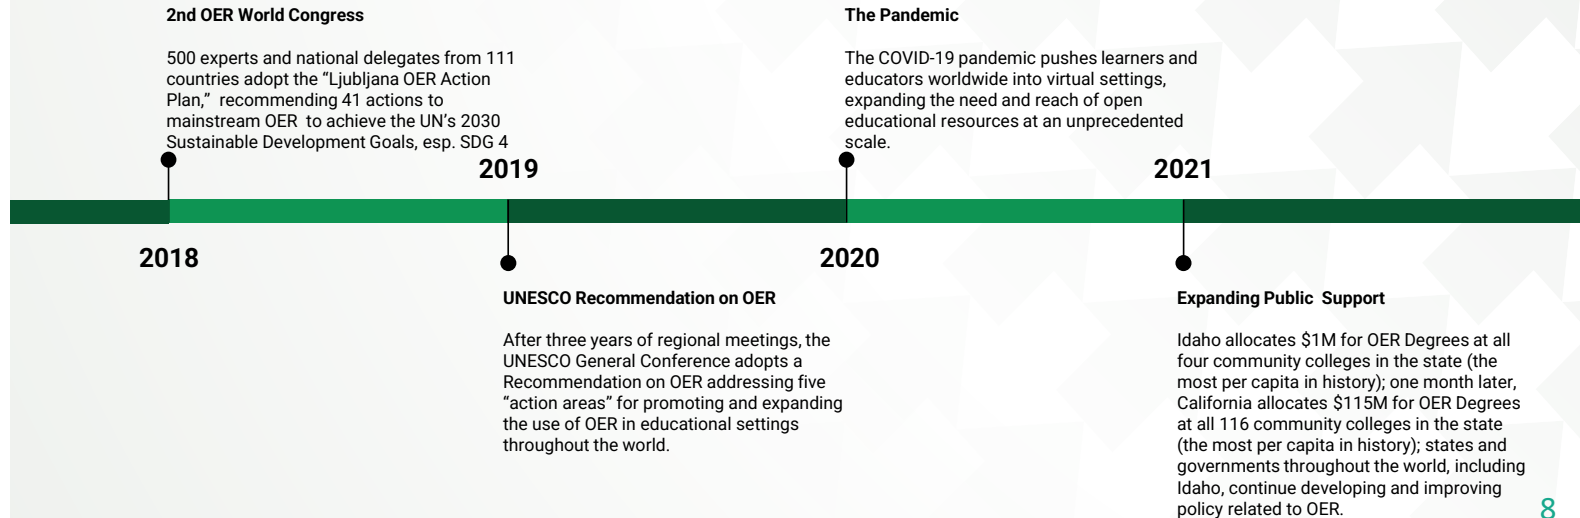 2nd OER World Congress
500 experts and national delegates from 111
countries adopt the “Ljubljana OER Action
Plan,” recommending 41 actions to
mainstream OER to achieve the UN’s 2030
Sustainable Development Goals, esp. SDG 4
2018
2019
UNESCO Recommendation on OER
After three years of regional meetings, the
UNESCO General Conference adopts a
Recommendation on OER addressing five
“action areas” for promoting and expanding
the use of OER in educational settings
throughout the world.
The Pandemic
The COVID-19 pandemic pushes learners and
educators worldwide into virtual settings,
expanding the need and reach of open
educational resources at an unprecedented
scale.
2020
2021
Expanding Public Support
Idaho allocates $1M for OER Degrees at all
four community colleges in the state (the
most per capita in history); one month later,
California allocates $115M for OER Degrees
at all 116 community colleges in the state
(the most per capita in history); states and
governments throughout the world, including
Idaho, continue developing and improving
policy related to OER.
8